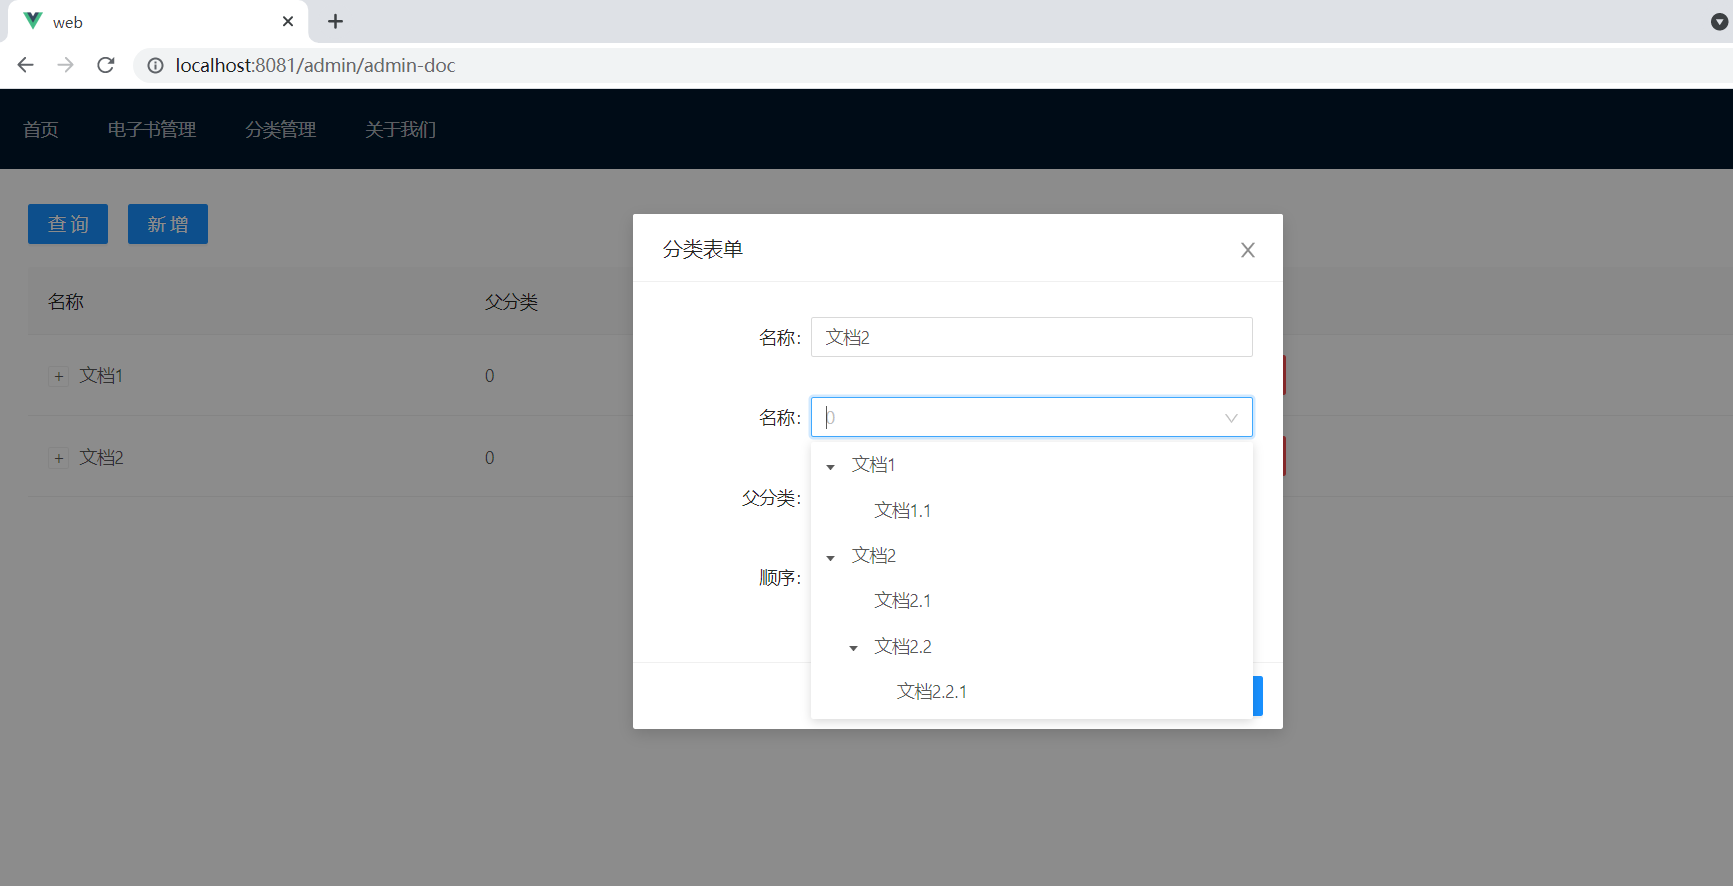 web
localhost:8081/admin/admin-doc
首页 电子书管理 分类管理 关于我们
查询 新增
名称 父分类
文档1 0
文档2 0
分类表单
名称: 文档2
名称: 0
父分类:
顺序:
文档1
文档1.1
文档2
文档2.1
文档2.2
文档2.2.1